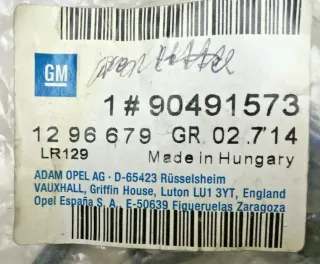 GM
1 # 90491573
12 96 679 GR 02.7'14
LR129 Made in Hungary
ADAM OPEL AG · D-65423 Rüsselsheim
VAUXHALL, Griffin House, Luton LU1 3YT, England
Opel España S. A. E-50639 Figueruelas Zaragoza